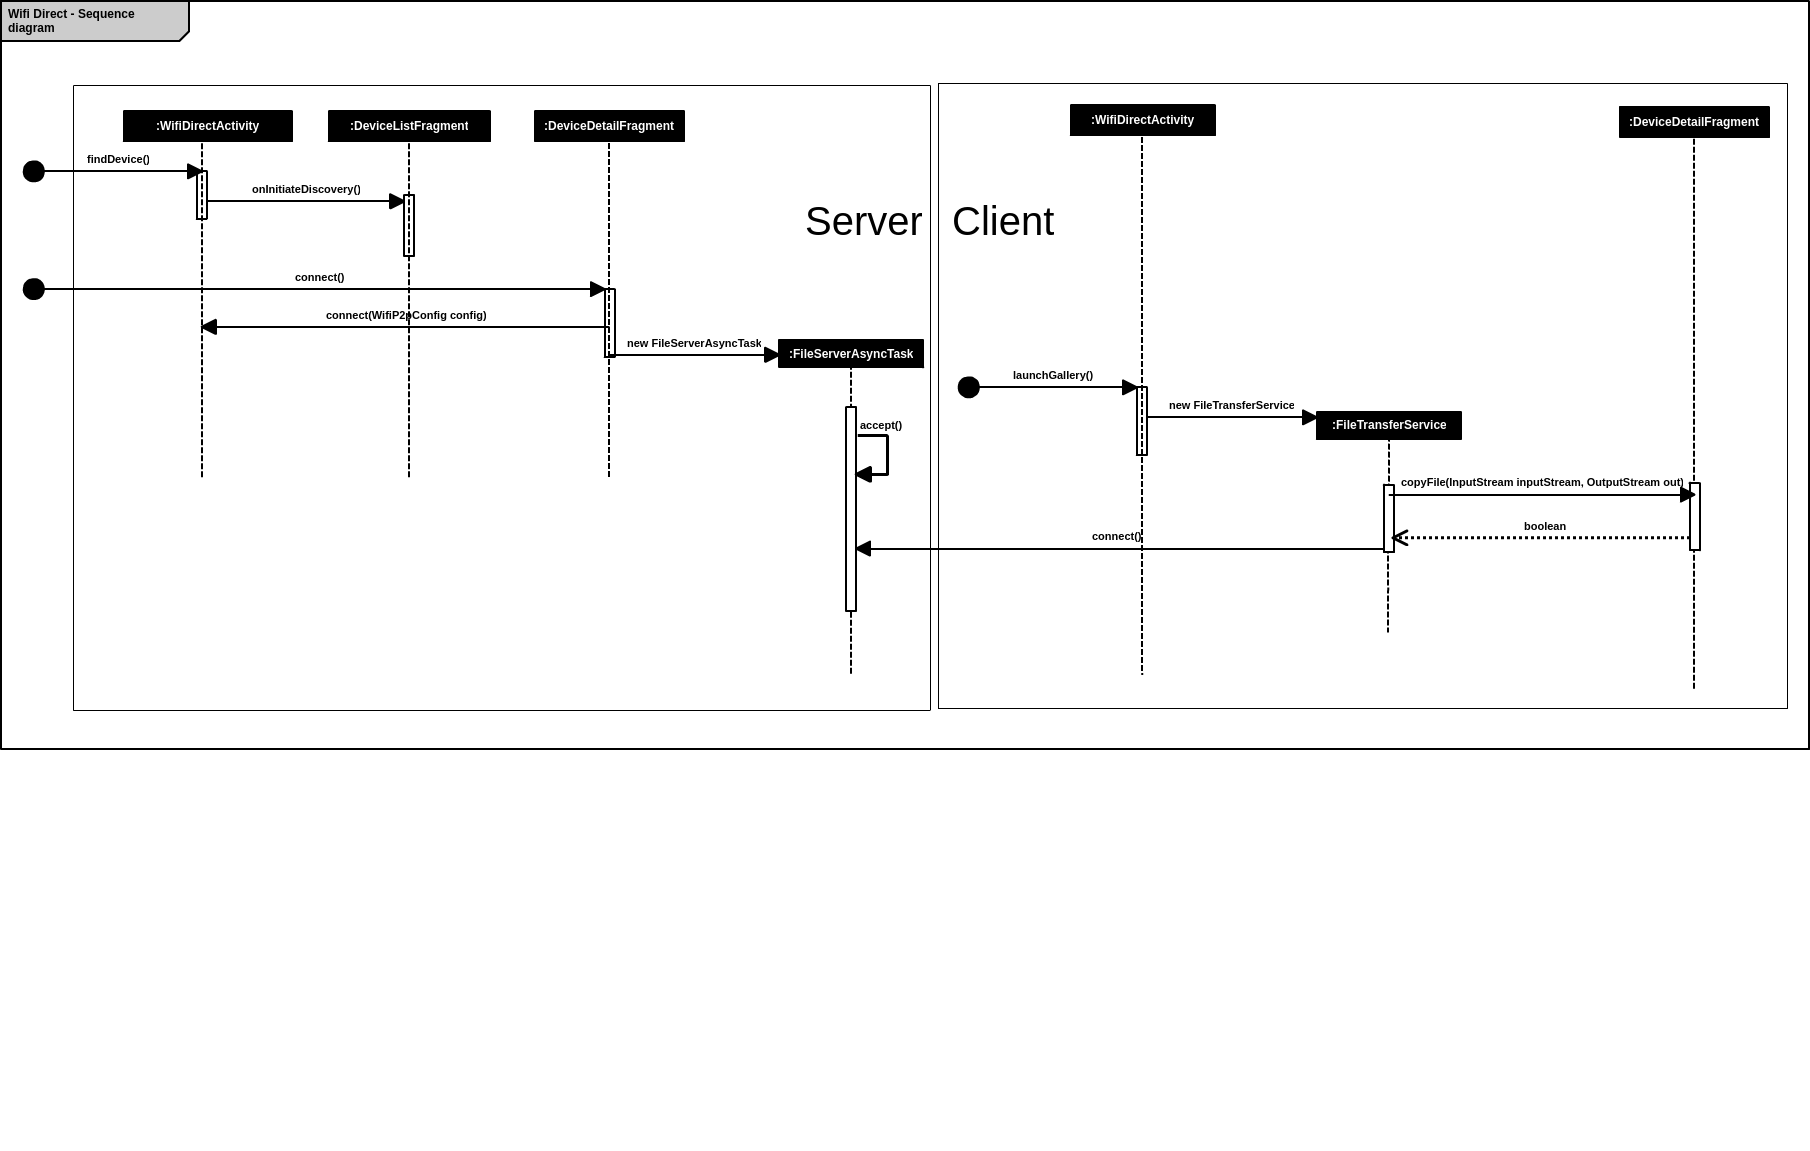 Wifi Direct - Sequence
diagram
:WifiDirectActivity
:DeviceListFragment
:DeviceDetailFragment
:WifiDirectActivity
:DeviceDetailFragment
findDevice()
onInitiateDiscovery()
Server
Client
connect()
connect(WifiP2pConfig config)
new FileServerAsyncTask
:FileServerAsyncTask
launchGallery()
new FileTransferService
:FileTransferService
accept()
copyFile(InputStream inputStream, OutputStream out)
boolean
connect()